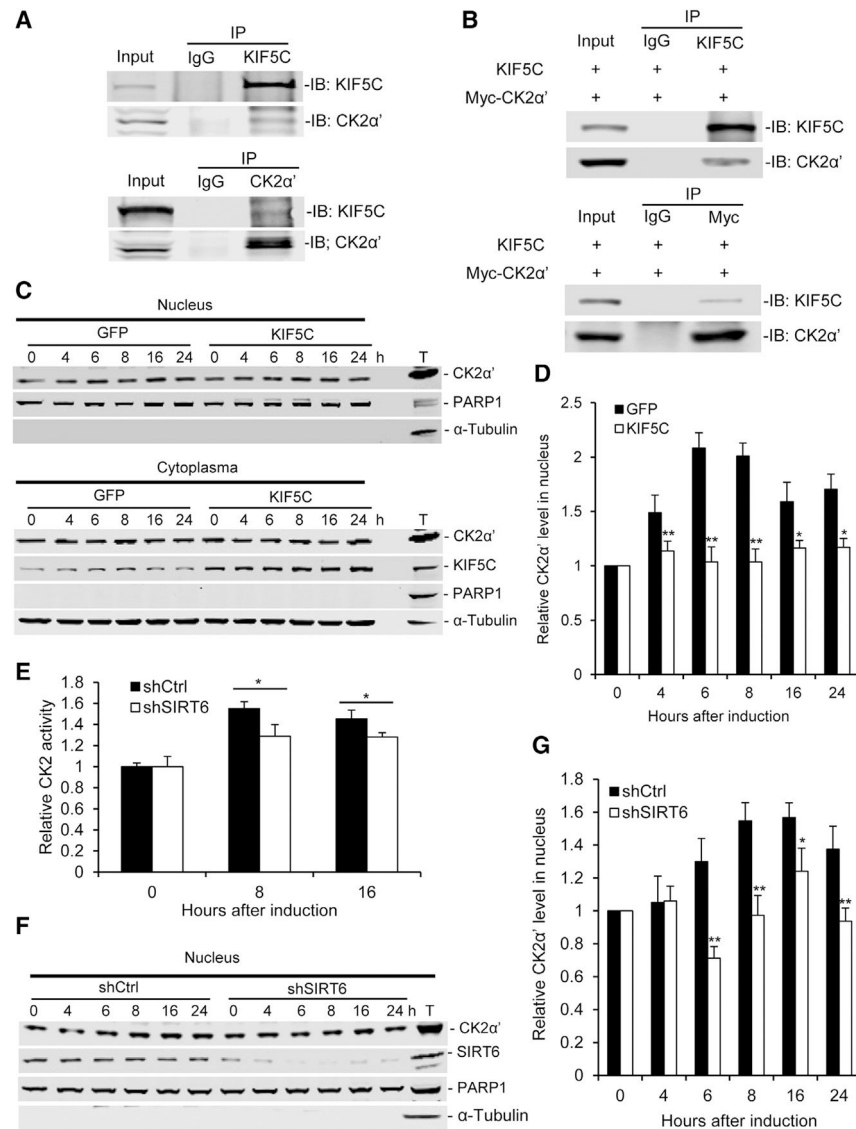 A
IP
Input IgG KIF5C
-IB: KIF5C
-IB: CK2α'
IP
Input IgG CK2α'
-IB: KIF5C
-IB; CK2α'
B
IP
Input IgG KIF5C
KIF5C + + +
Myc-CK2α' + + +
-IB: KIF5C
-IB: CK2α'
IP
Input IgG Myc
KIF5C + + +
Myc-CK2α' + + +
-IB: KIF5C
-IB: CK2α'
C
Nucleus
GFP KIF5C
0 4 6 8 16 24 0 4 6 8 16 24 h T
- CK2α'
- PARP1
- α-Tubulin
Cytoplasma
GFP KIF5C
0 4 6 8 16 24 0 4 6 8 16 24 h T
- CK2α'
- KIF5C
- PARP1
- α-Tubulin
D
Relative CK2α' level in nucleus
2.5
2
1.5
1
0.5
0
GFP
KIF5C
** ** ** * *
0 4 6 8 16 24
Hours after induction
E
Relative CK2 activity
1.8
1.6
1.4
1.2
1
0.8
0.6
0.4
0.2
0
shCtrl
shSIRT6
* *
0 8 16
Hours after induction
F
Nucleus
shCtrl shSIRT6
0 4 6 8 16 24 0 4 6 8 16 24 h T
- CK2α'
- SIRT6
- PARP1
- α-Tubulin
G
Relative CK2α' level in nucleus
1.8
1.6
1.4
1.2
1
0.8
0.6
0.4
0.2
0
shCtrl
shSIRT6
** ** * **
0 4 6 8 16 24
Hours after induction